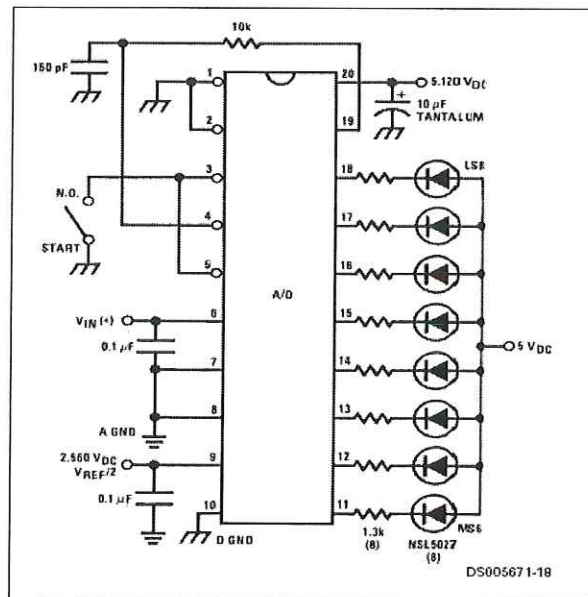 10k
150 pF
1
20
5.120 VDC
+
10 µF
TANTALUM
2
19
3
18
LSB
N.O.
4
17
START
5
16
A/D
VIN (+)
6
15
0.1 µF
5 VDC
7
14
8
13
A GND
2.560 VDC
VREF/2
9
12
0.1 µF
10
11
D GND
1.3k
(8)
NSL5027
(8)
MSB
DS005671-18